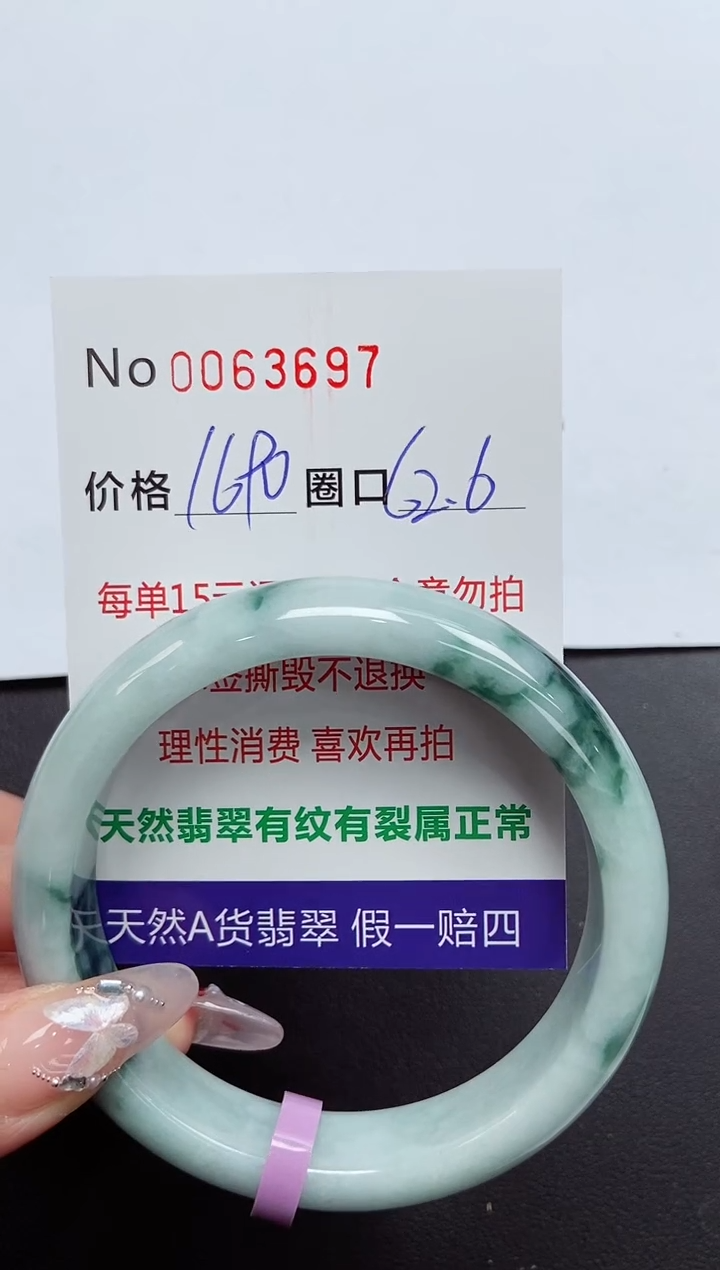 No 0063697
价格 圈口 62.6
每单15 勿拍
签撕毁不退换
理性消费 喜欢再拍
天然翡翠有纹有裂属正常
天然A货翡翠 假一赔四